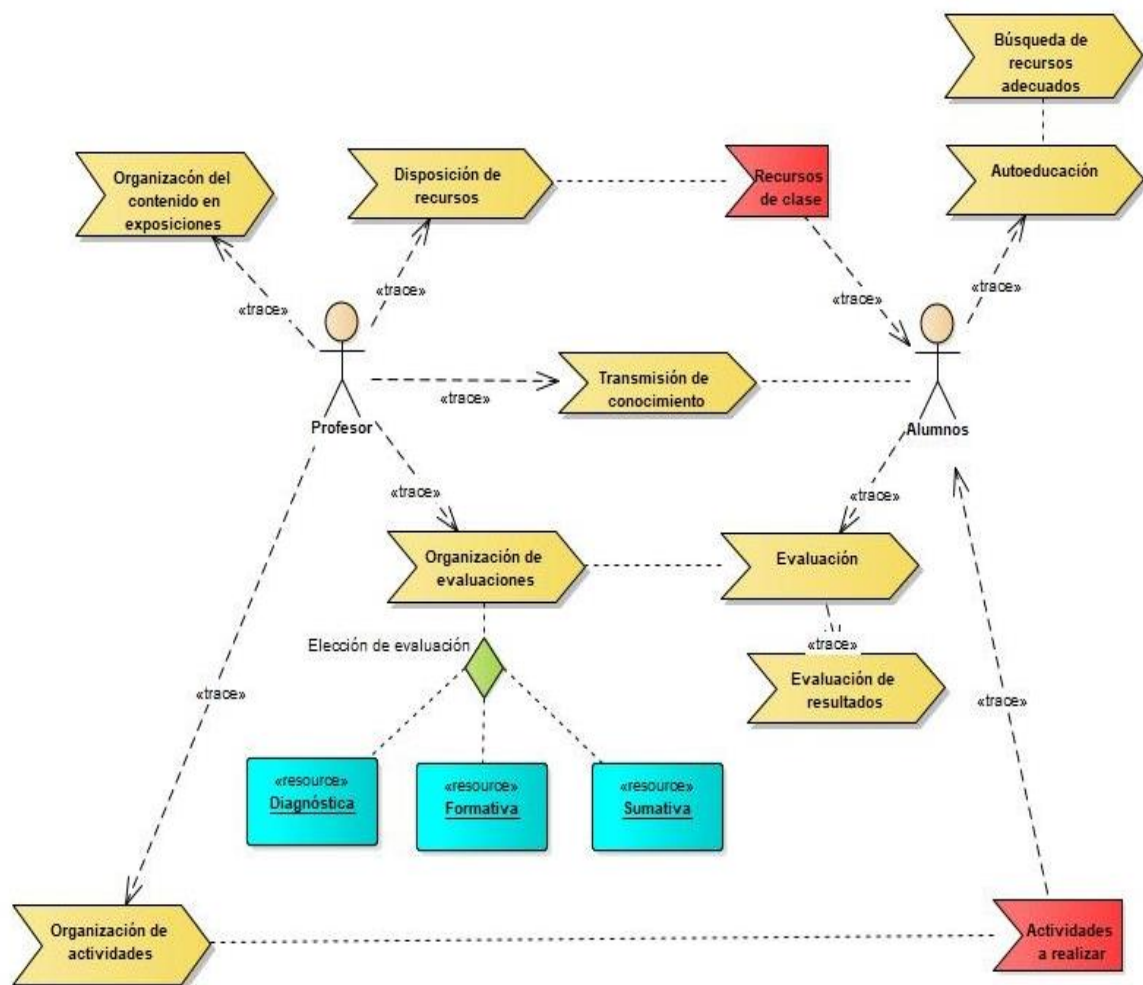 Búsqueda de
recursos
adecuados
Organizacón del
contenido en
exposiciones
Disposición de
recursos
Recursos
de clase
Autoeducación
«trace»
«trace»
«trace»
«trace»
Transmisión de
conocimiento
«trace»
Profesor
Alumnos
«trace»
«trace»
Organización de
evaluaciones
Evaluación
Elección de evaluación
«trace»
Evaluación de
resultados
«trace»
«trace»
«resource»
Diagnóstica
«resource»
Formativa
«resource»
Sumativa
Organización de
actividades
Actividades
a realizar